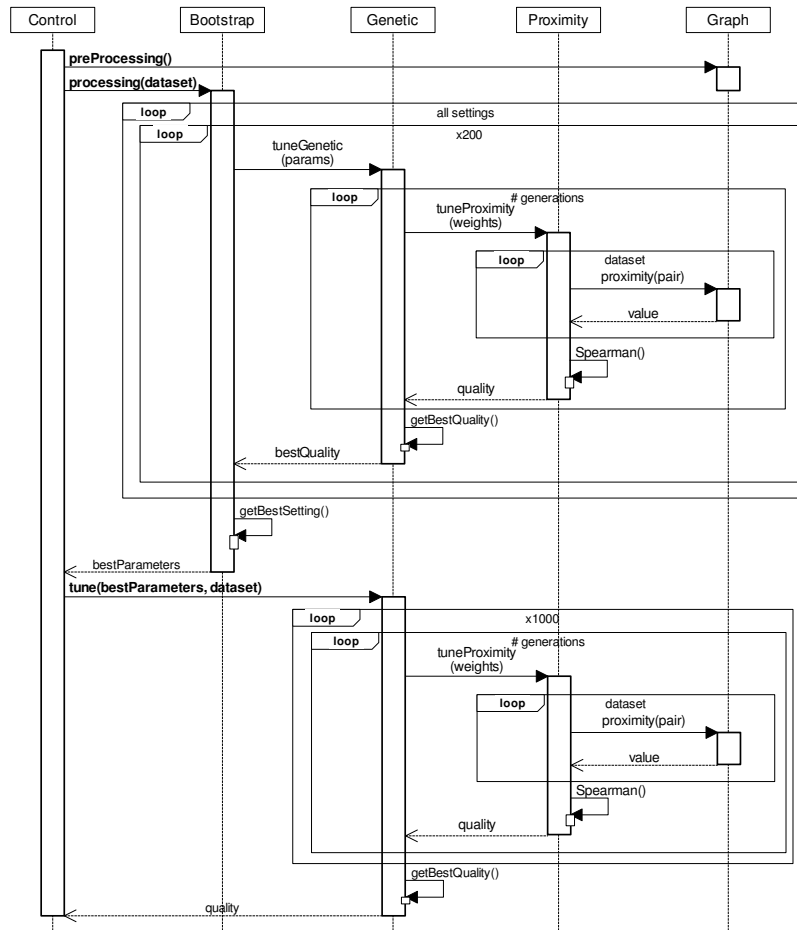 Control Bootstrap Genetic Proximity Graph
preProcessing()
processing(dataset)
loop all settings
loop x200
tuneGenetic
(params)
loop # generations
tuneProximity
(weights)
loop dataset
proximity(pair)
value
Spearman()
quality
getBestQuality()
bestQuality
getBestSetting()
bestParameters
tune(bestParameters, dataset)
loop x1000
loop # generations
tuneProximity
(weights)
loop dataset
proximity(pair)
value
Spearman()
quality
getBestQuality()
quality